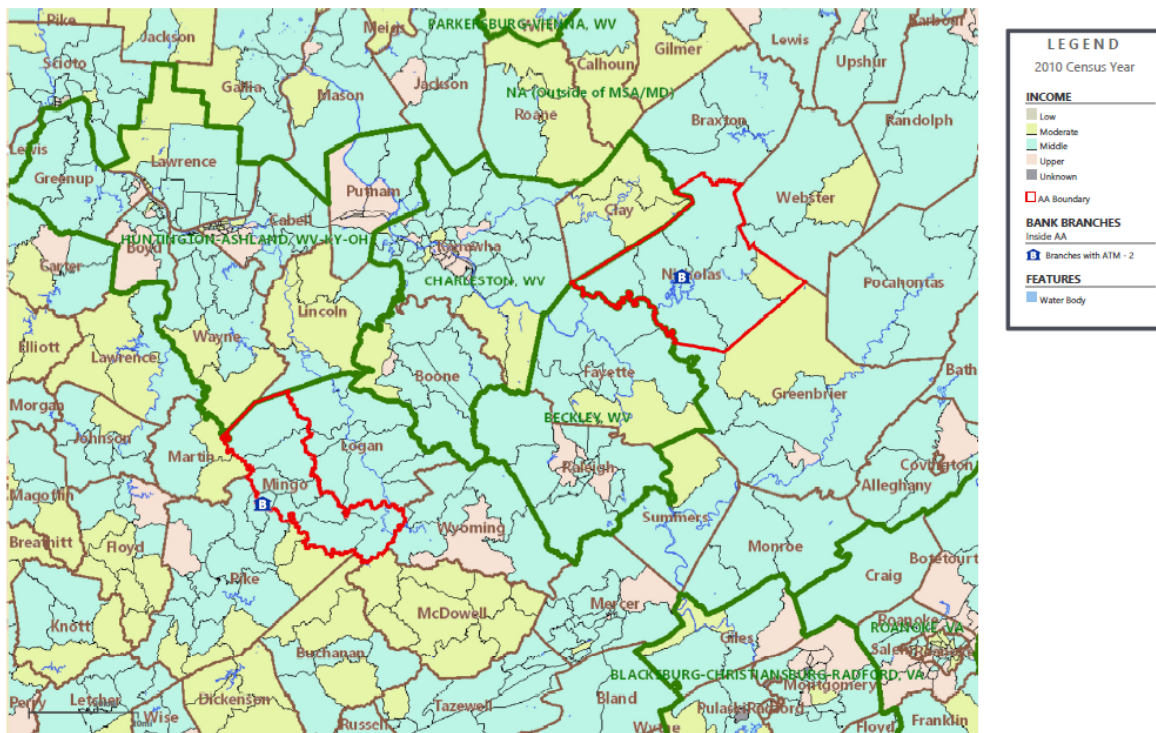 Pike
Jackson
Meigs
PARKERSBURG-VIENNA, WV
Gilmer
Lewis
Barbour
Scioto
Gallia
Mason
Jackson
Calhoun
Upshur
NA (Outside of MSA/MD)
Roane
Braxton
Randolph
Lewis
Lawrence
Greenup
Putnam
Webster
Clay
Cabell
HUNTINGTON-ASHLAND, WV-KY-OH
Boyd
Kanawha
Carter
CHARLESTON, WV
Nicholas
B
Pocahontas
Lincoln
Elliott
Lawrence
Wayne
Boone
Fayette
Bath
Greenbrier
Morgan
Johnson
BECKLEY, WV
Martin
Logan
Raleigh
Covington
Alleghany
Magoffin
Mingo
B
Wyoming
Summers
Breathitt
Floyd
Monroe
Botetourt
Pike
Craig
McDowell
Mercer
Knott
Roanoke
ROANOKE, VA
Giles
Salem
Roanoke
Buchanan
BLACKSBURG-CHRISTIANSBURG-RADFORD, VA
Montgomery
Perry
Letcher
Dickenson
Bland
Wise
Tazewell
Pulaski
Radford
Russell
Wythe
Floyd
Franklin
LEGEND
2010 Census Year
INCOME
Low
Moderate
Middle
Upper
Unknown
AA Boundary
BANK BRANCHES
Inside AA
B Branches with ATM - 2
FEATURES
Water Body